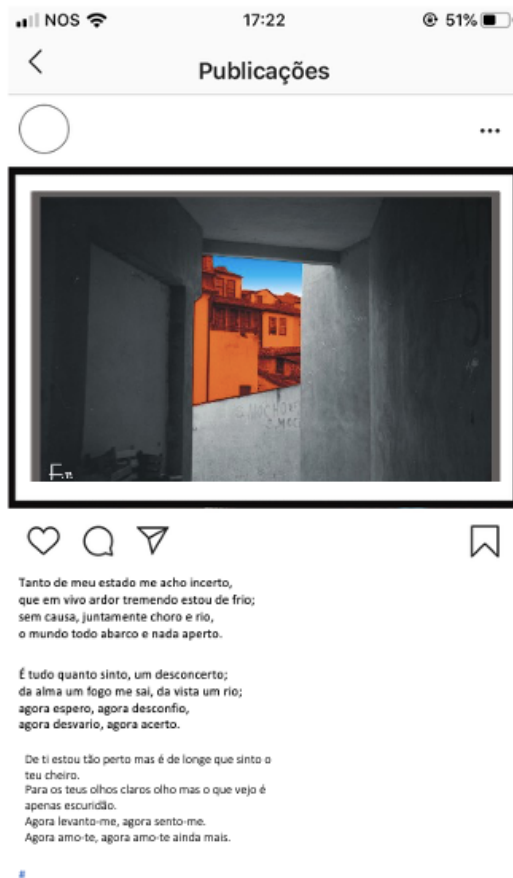 NOS
17:22
51%
Publicações
F.n.
Tanto de meu estado me acho incerto,
que em vivo ardor tremendo estou de frio;
sem causa, juntamente choro e rio,
o mundo todo abarco e nada aperto.
É tudo quanto sinto, um desconcerto;
da alma um fogo me sai, da vista um rio;
agora espero, agora desconfio,
agora desvario, agora acerto.
De ti estou tão perto mas é de longe que sinto o
teu cheiro.
Para os teus olhos claros olho mas o que vejo é
apenas escuridão.
Agora levanto-me, agora sento-me.
Agora amo-te, agora amo-te ainda mais.
#